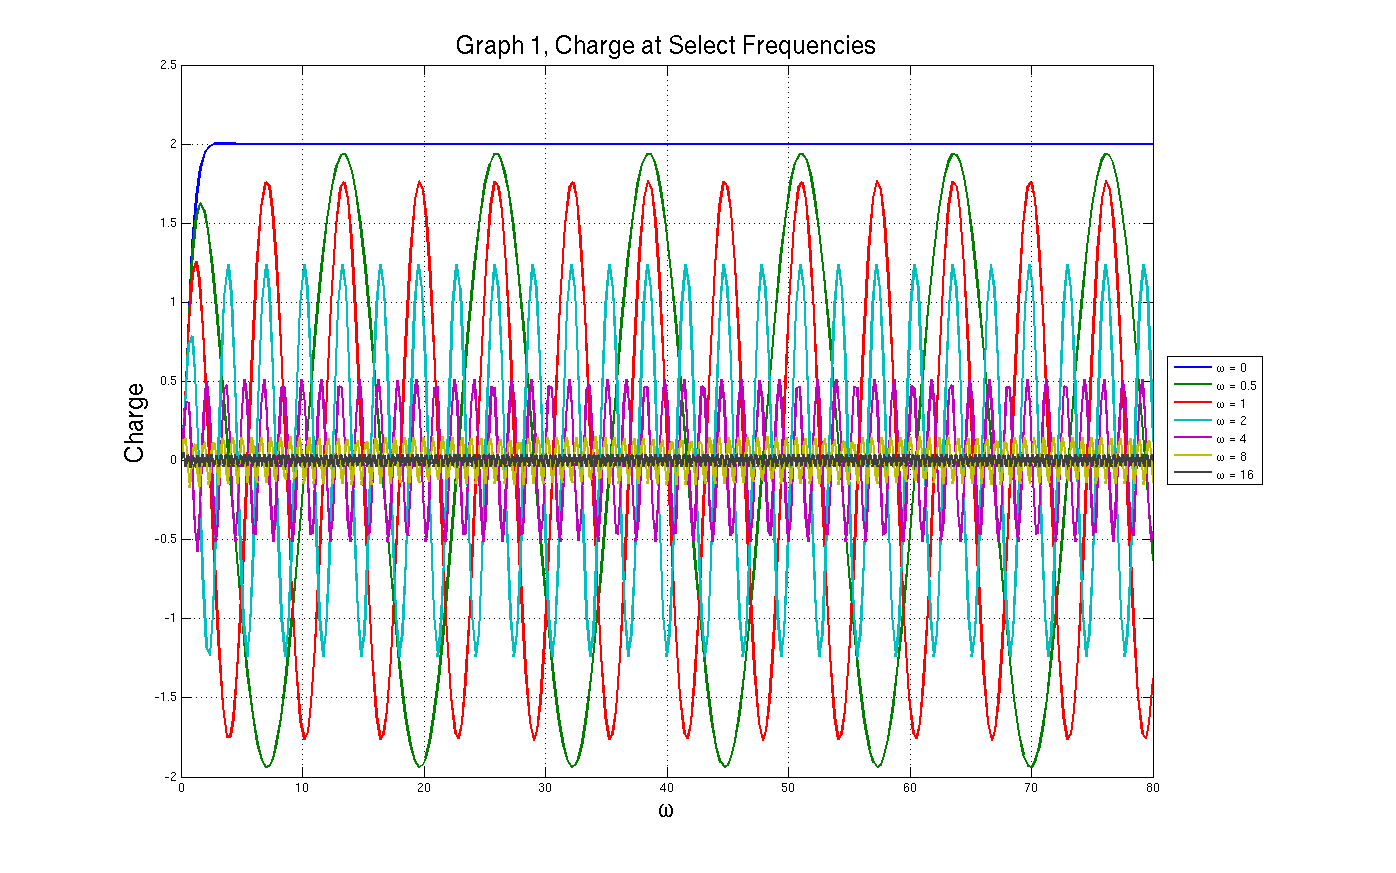 Graph 1, Charge at Select Frequencies
2.5
2
1.5
1
0.5
0
-0.5
-1
-1.5
-2
Charge
0 10 20 30 40 50 60 70 80
ω
ω = 0
ω = 0.5
ω = 1
ω = 2
ω = 4
ω = 8
ω = 16